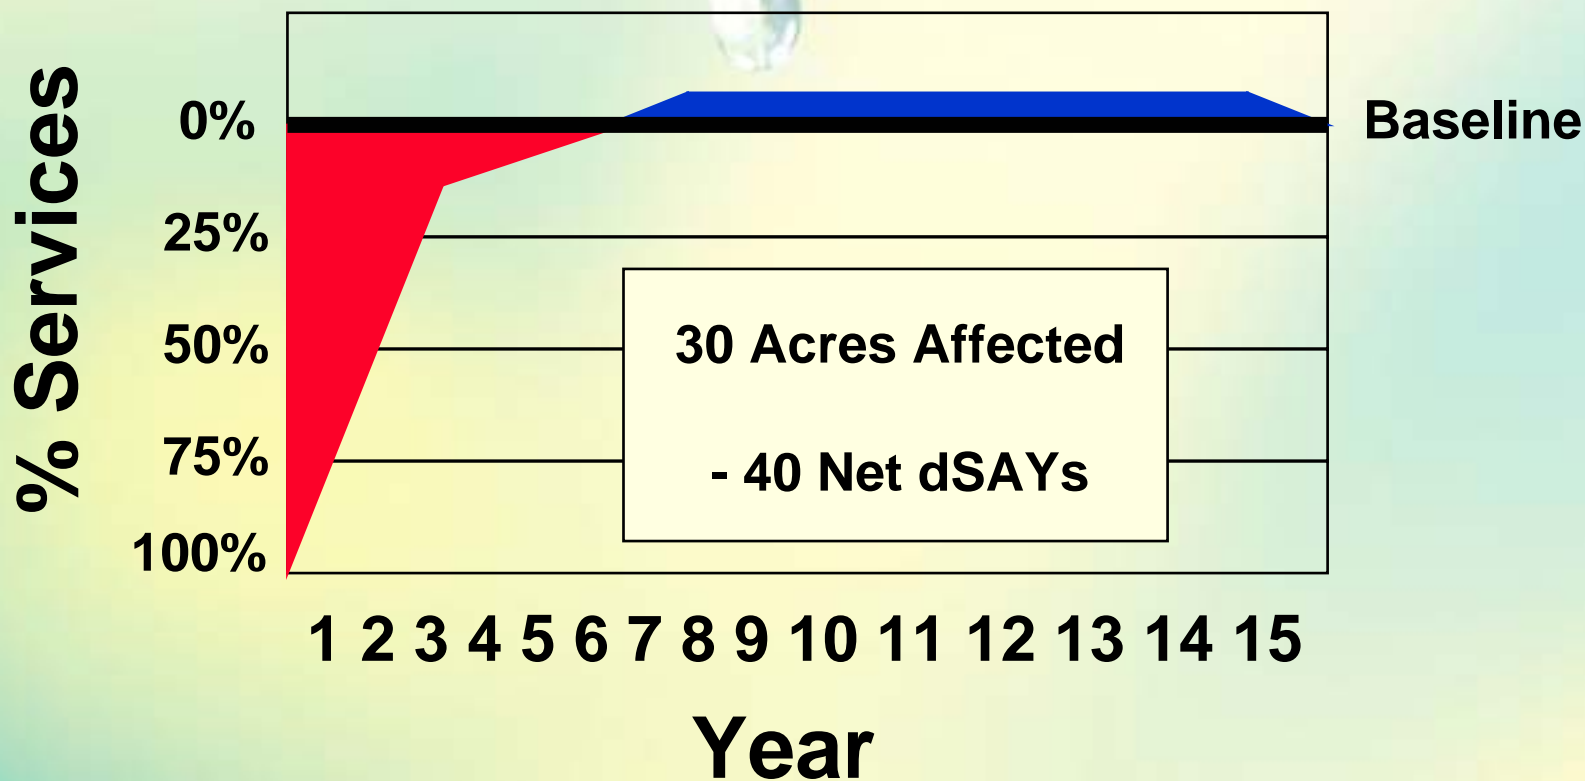 % Services
0%
25%
50%
75%
100%
Baseline
30 Acres Affected
- 40 Net dSAYs
1 2 3 4 5 6 7 8 9 10 11 12 13 14 15
Year